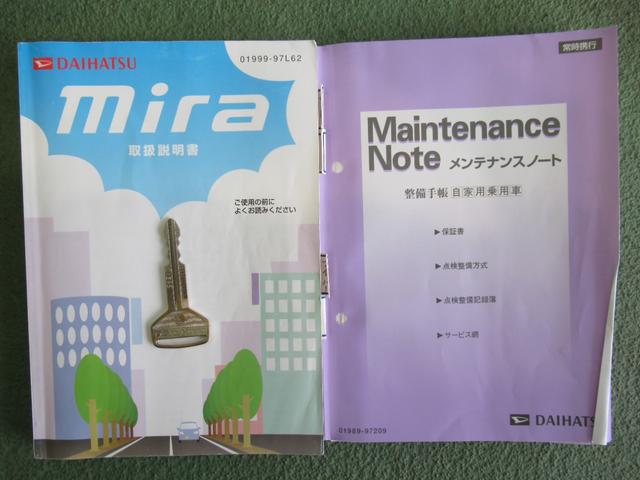 DAIHATSU
01999-97L62
mira
取扱説明書
ご使用の前に
よくお読みください
常時携行
Maintenance
Note メンテナンスノート
整備手帳 自家用乗用車
▶保証書
▶点検整備方式
▶点検整備記録簿
▶サービス網
01989-97209
DAIHATS